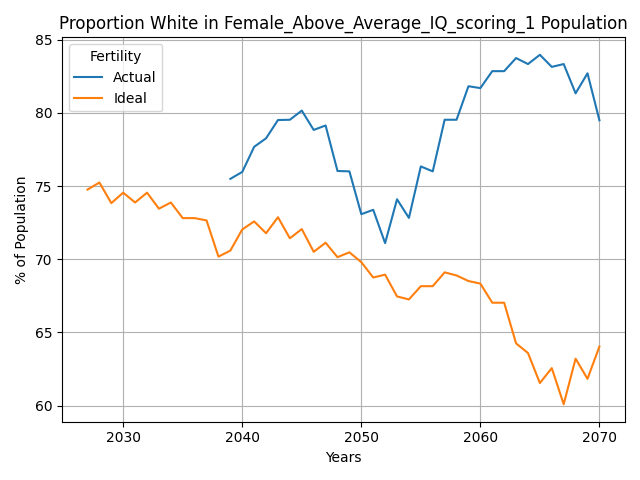 Proportion White in Female_Above_Average_IQ_scoring_1 Population
Fertility
Actual
Ideal
85
80
75
70
65
60
% of Population
2030 2040 2050 2060 2070
Years